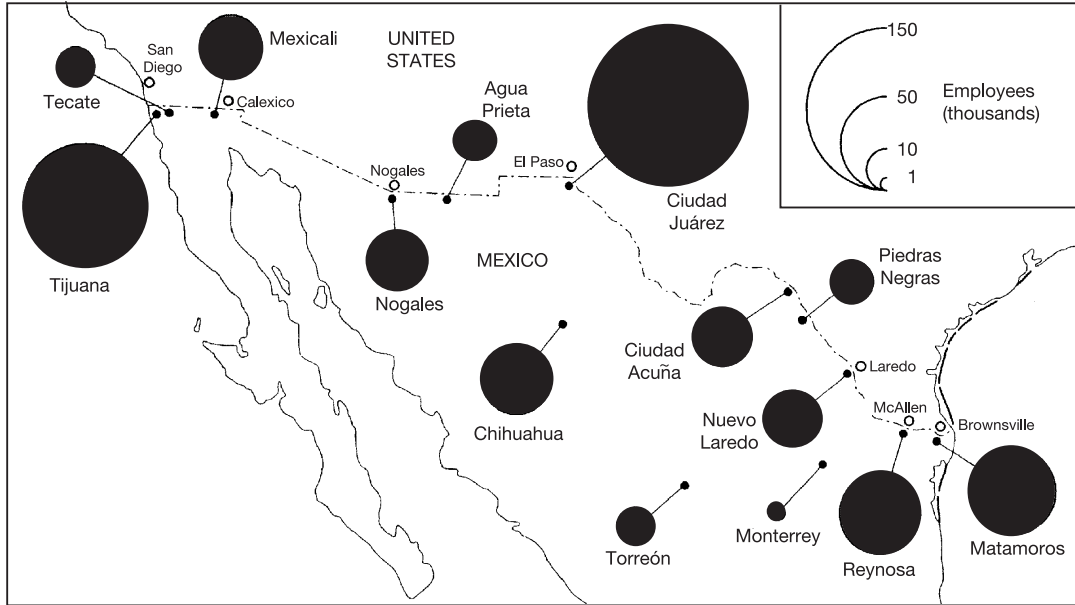 Mexicali
UNITED
STATES
San
Diego
Tecate
Calexico
Agua
Prieta
Tijuana
Nogales
Nogales
El Paso
Ciudad
Juárez
MEXICO
150
50
10
1
Employees
(thousands)
Piedras
Negras
Ciudad
Acuña
Chihuahua
Laredo
Nuevo
Laredo
McAllen
Brownsville
Torreón
Monterrey
Reynosa
Matamoros